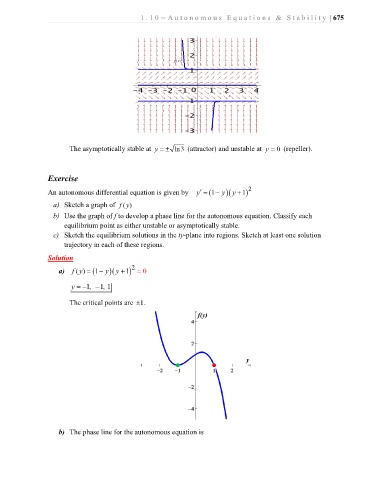 1.10 – Autonomous Equations & Stability | 675
3
2
1
–4 –3 –2 –1 0 1 2 3 4
–1
–2
–3
The asymptotically stable at y = ±√ln3 (attractor) and unstable at y = 0 (repeller).
Exercise
An autonomous differential equation is given by y′ = (1 − y)(y + 1)²
a) Sketch a graph of f(y)
b) Use the graph of f to develop a phase line for the autonomous equation. Classify each
equilibrium point as either unstable or asymptotically stable.
c) Sketch the equilibrium solutions in the ty-plane into regions. Sketch at least one solution
trajectory in each of these regions.
Solution
a) f(y) = (1 − y)(y + 1)² = 0
y = −1, −1, 1
The critical points are ±1.
f(y)
4
2
y
−2 −1 1 2
−2
−4
b) The phase line for the autonomous equation is